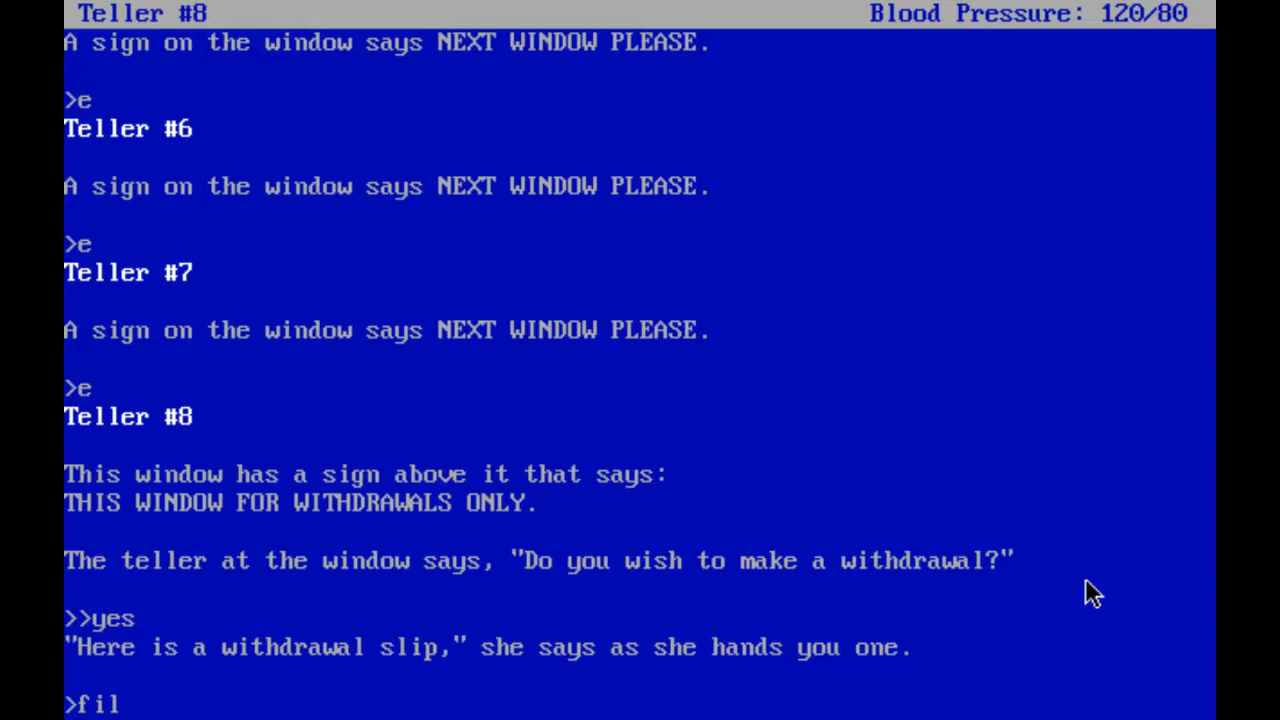 Teller #8 Blood Pressure: 120/80
A sign on the window says NEXT WINDOW PLEASE.
>e
Teller #6
A sign on the window says NEXT WINDOW PLEASE.
>e
Teller #7
A sign on the window says NEXT WINDOW PLEASE.
>e
Teller #8
This window has a sign above it that says:
THIS WINDOW FOR WITHDRAWALS ONLY.
The teller at the window says, "Do you wish to make a withdrawal?"
>>yes
"Here is a withdrawal slip," she says as she hands you one.
>fil